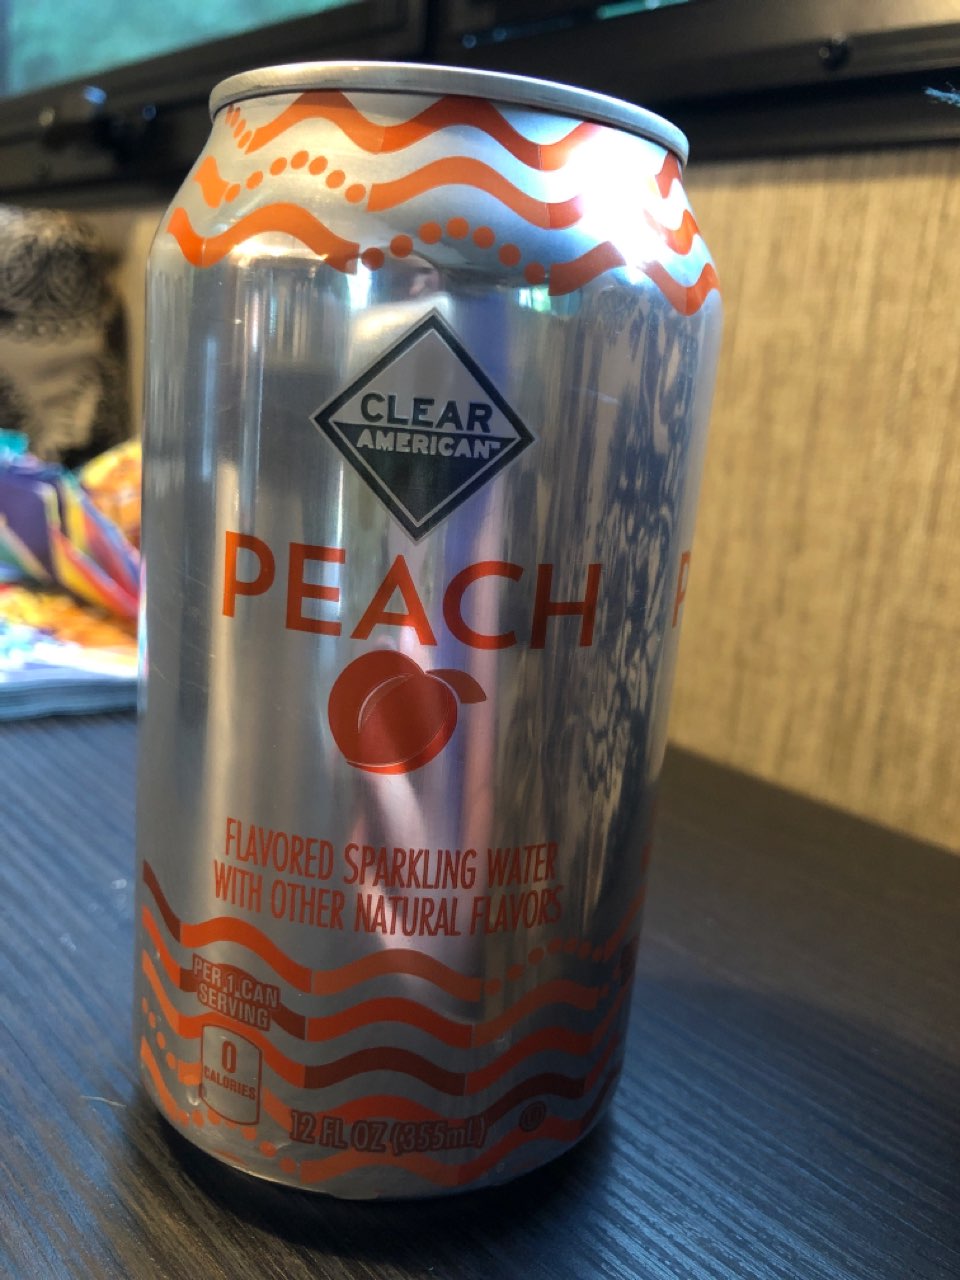 CLEAR
AMERICAN™
PEACH
P
FLAVORED SPARKLING WATER
WITH OTHER NATURAL FLAVORS
PER 1 CAN
SERVING
0
CALORIES
12 FL OZ (355mL)